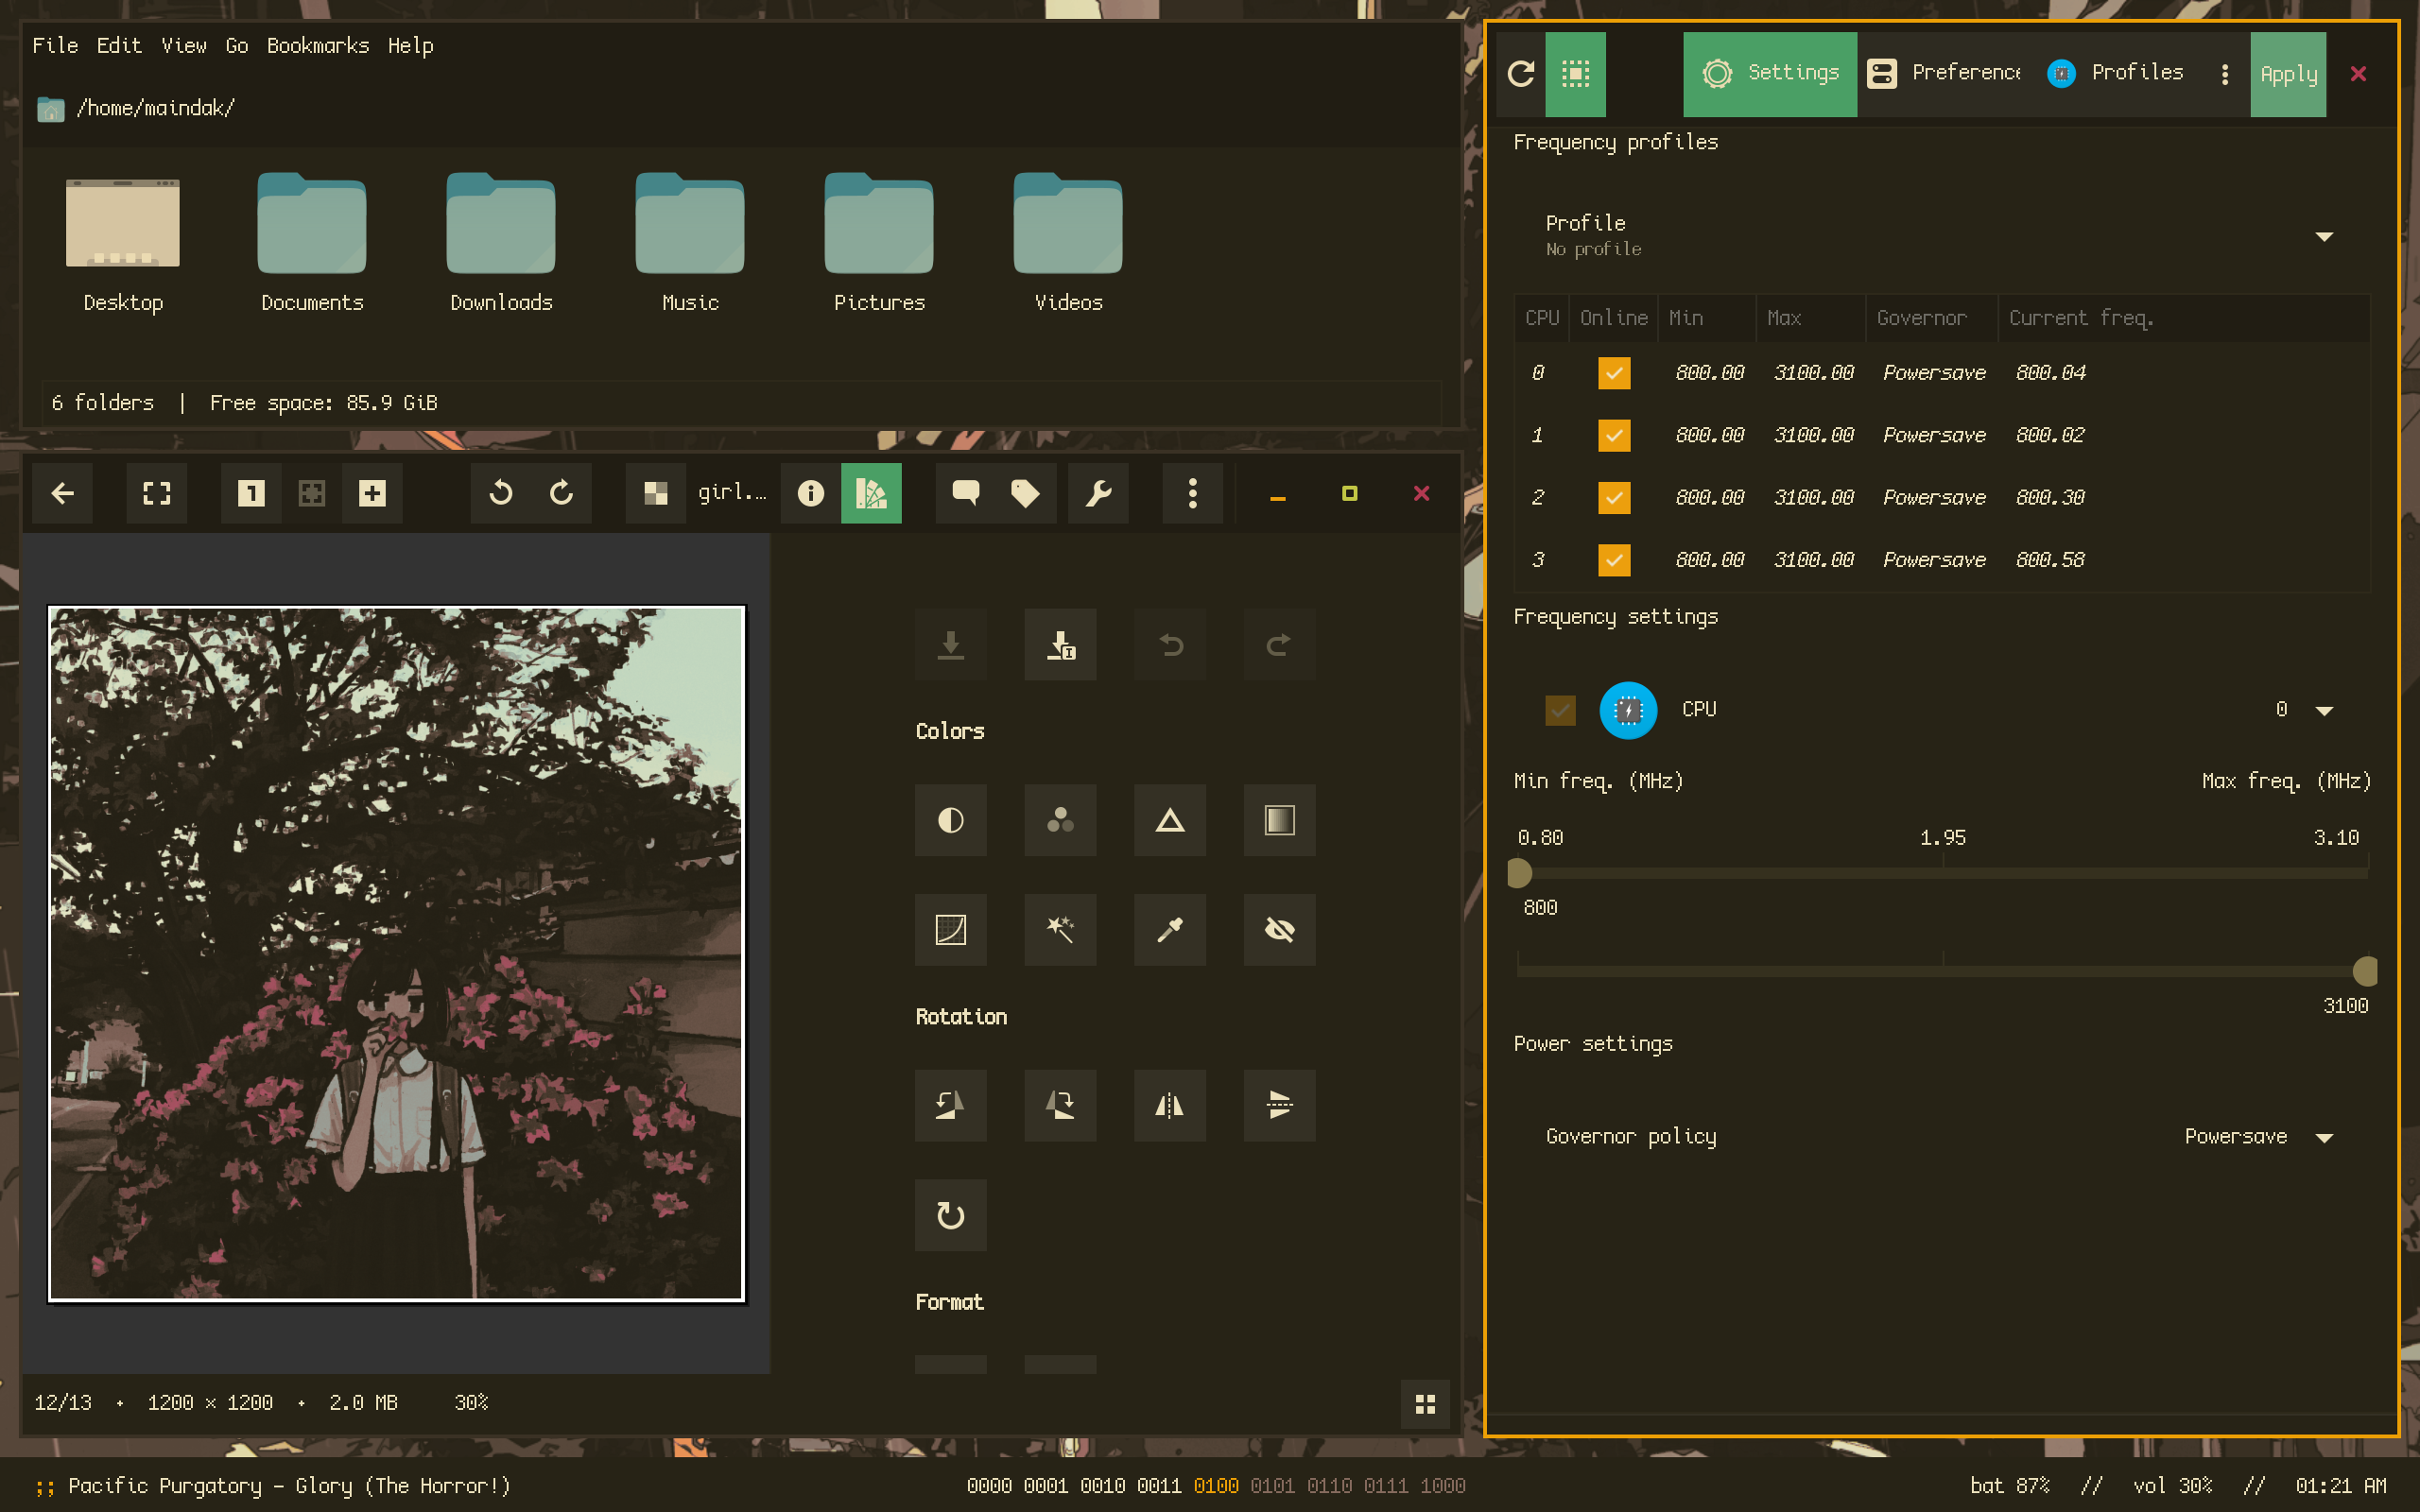 File Edit View Go Bookmarks Help
/home/maindak/
Desktop Documents Downloads Music Pictures Videos
6 folders | Free space: 85.9 GiB
1 girl.…
Colors
Rotation
Format
12/13 • 1200 × 1200 • 2.0 MB 30%
Settings Preference Profiles Apply
Frequency profiles
Profile
No profile
CPU Online Min Max Governor Current freq.
0 800.00 3100.00 Powersave 800.04
1 800.00 3100.00 Powersave 800.02
2 800.00 3100.00 Powersave 800.30
3 800.00 3100.00 Powersave 800.58
Frequency settings
CPU 0
Min freq. (MHz) Max freq. (MHz)
0.80 1.95 3.10
800
3100
Power settings
Governor policy Powersave
;; Pacific Purgatory – Glory (The Horror!) 0000 0001 0010 0011 0100 0101 0110 0111 1000 bat 87% // vol 30% // 01:21 AM